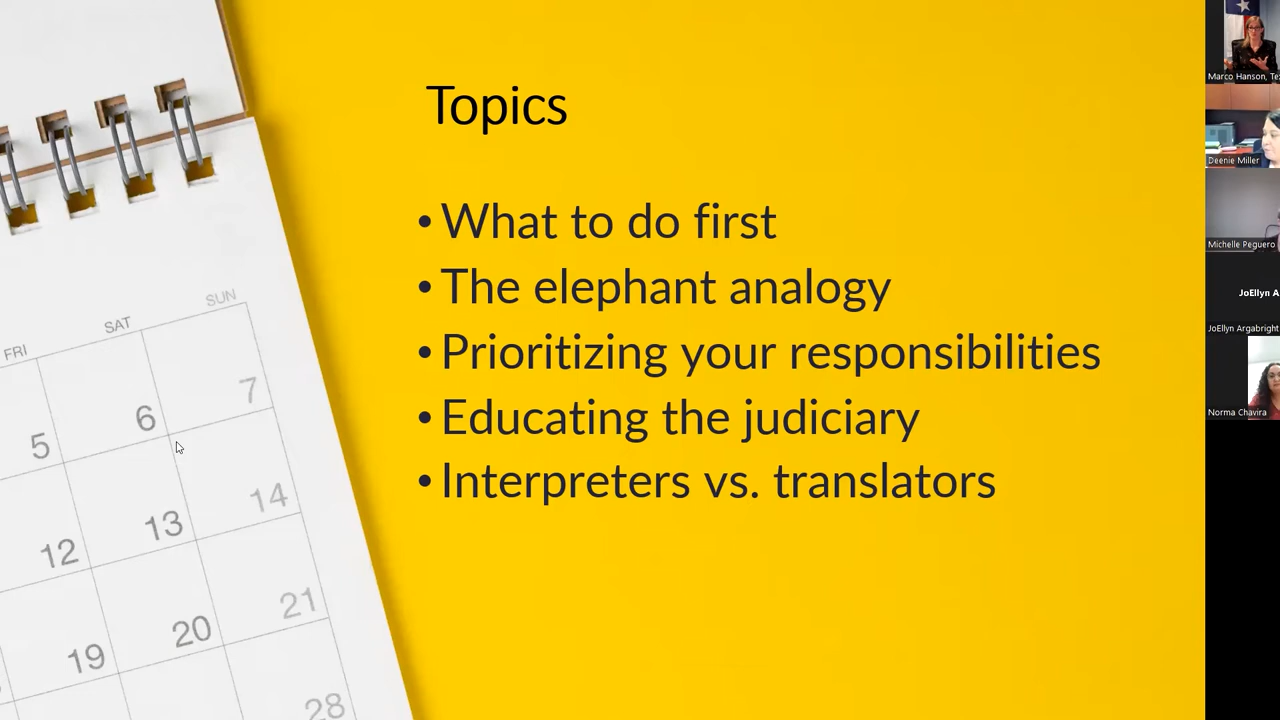 Topics
• What to do first
• The elephant analogy
• Prioritizing your responsibilities
• Educating the judiciary
• Interpreters vs. translators
FRI SAT SUN
5 6 7
12 13 14
19 20 21
28
Marco Hanson, Te
Deenie Miller
Michelle Peguero
JoEllyn A
JoEllyn Argabright
Norma Chavira